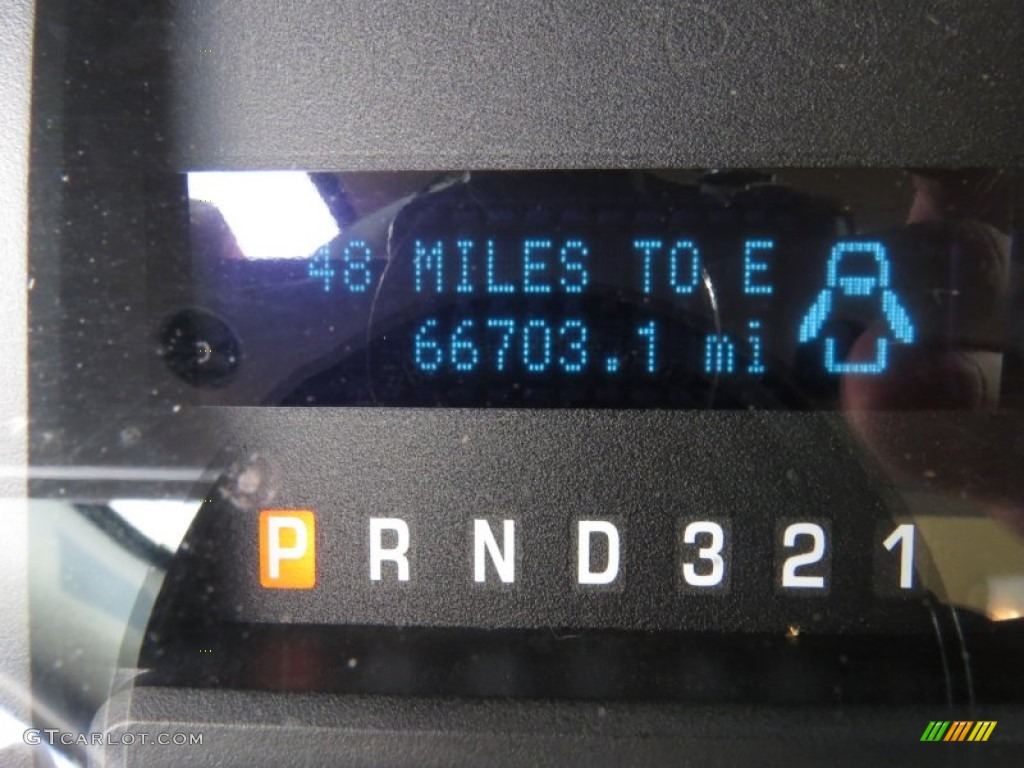 48 MILES TO E
66703.1 mi
P R N D 3 2 1
GTCARLOT.COM